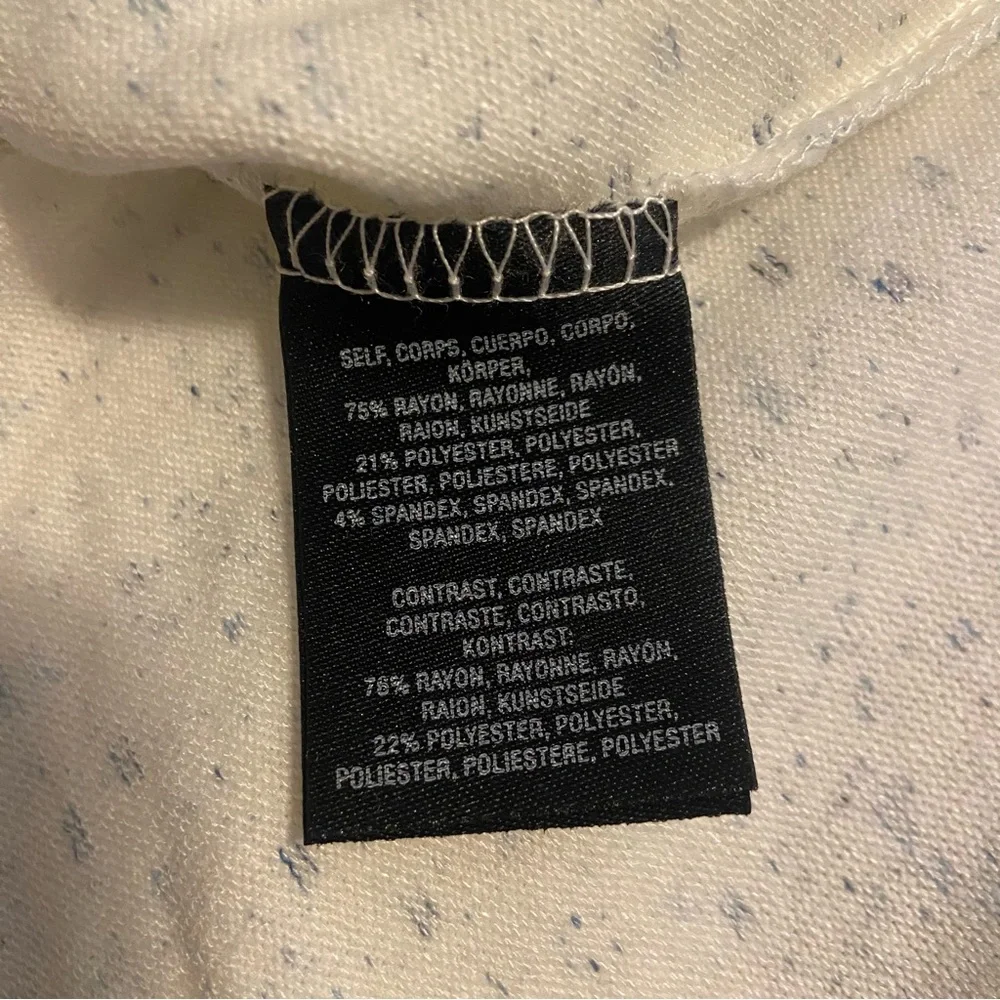 SELF, CORPS, CUERPO, CORPO,
KÖRPER,
75% RAYON, RAYONNE, RAYÓN,
RAION, KUNSTSEIDE
21% POLYESTER, POLYESTER,
POLIESTER, POLIESTERE, POLYESTER
4% SPANDEX, SPANDEX, SPANDEX,
SPANDEX, SPANDEX
CONTRAST, CONTRASTE,
CONTRASTE, CONTRASTO,
KONTRAST:
78% RAYON, RAYONNE, RAYÓN,
RAION, KUNSTSEIDE
22% POLYESTER, POLYESTER,
POLIESTER, POLIESTERE, POLYESTER